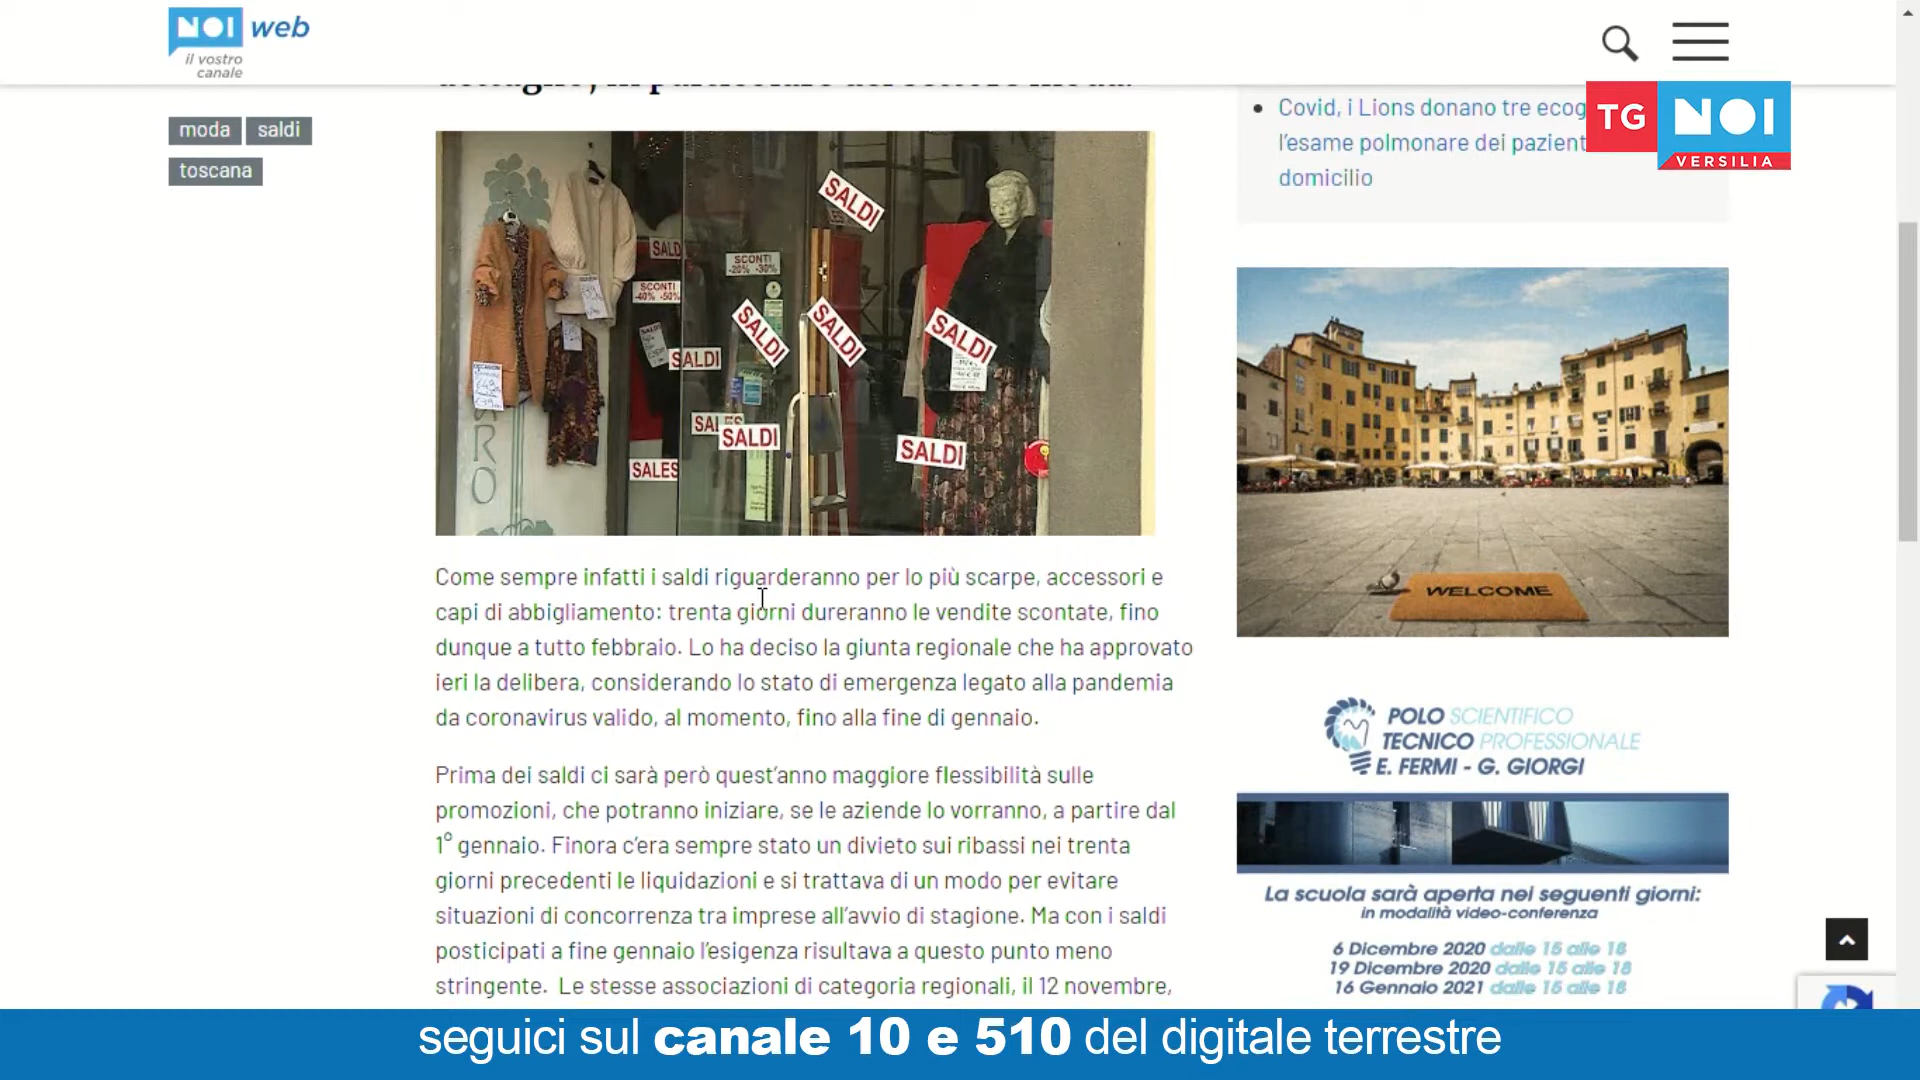 NOI web
il vostro
canale
moda saldi
toscana
SALDI
SALD
SCONTI
-20% -30%
SCONTI
-40% -50%
SALDI
SALDI
SALDI
SALDI
SALDI
SALDI
SALES
Come sempre infatti i saldi riguarderanno per lo più scarpe, accessori e
capi di abbigliamento: trenta giorni dureranno le vendite scontate, fino
dunque a tutto febbraio. Lo ha deciso la giunta regionale che ha approvato
ieri la delibera, considerando lo stato di emergenza legato alla pandemia
da coronavirus valido, al momento, fino alla fine di gennaio.
Prima dei saldi ci sarà però quest'anno maggiore flessibilità sulle
promozioni, che potranno iniziare, se le aziende lo vorranno, a partire dal
1° gennaio. Finora c'era sempre stato un divieto sui ribassi nei trenta
giorni precedenti le liquidazioni e si trattava di un modo per evitare
situazioni di concorrenza tra imprese all'avvio di stagione. Ma con i saldi
posticipati a fine gennaio l'esigenza risultava a questo punto meno
stringente. Le stesse associazioni di categoria regionali, il 12 novembre,
Covid, i Lions donano tre ecog
l'esame polmonare dei pazient
domicilio
TG NOI
VERSILIA
WELCOME
POLO SCIENTIFICO
TECNICO PROFESSIONALE
E. FERMI - G. GIORGI
La scuola sarà aperta nei seguenti giorni:
in modalità video-conferenza
6 Dicembre 2020 dalle 15 alle 18
19 Dicembre 2020 dalle 15 alle 18
16 Gennaio 2021 dalle 15 alle 18
seguici sul canale 10 e 510 del digitale terrestre